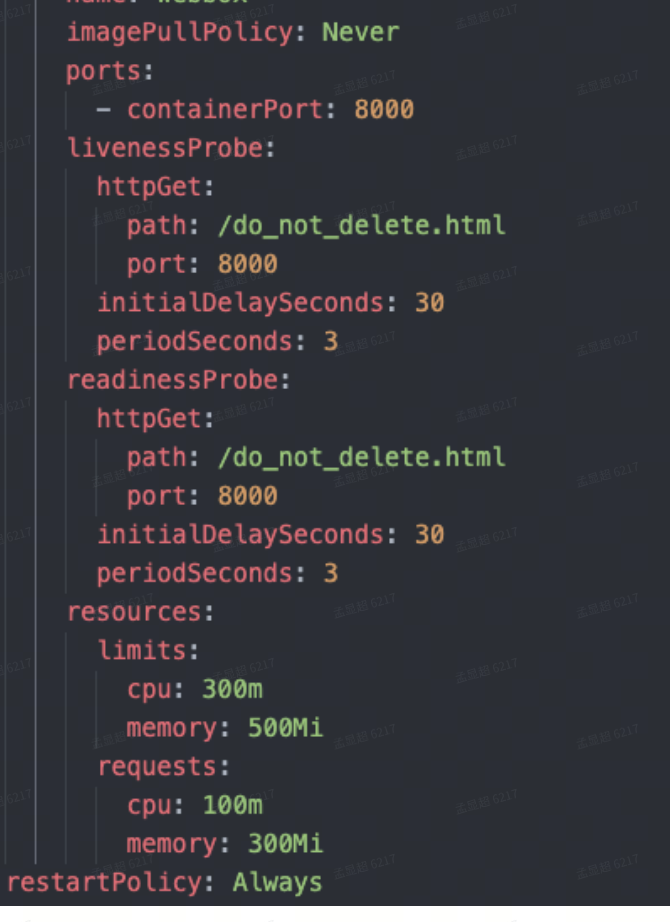 imagePullPolicy: Never
ports:
- containerPort: 8000
livenessProbe:
httpGet:
path: /do_not_delete.html
port: 8000
initialDelaySeconds: 30
periodSeconds: 3
readinessProbe:
httpGet:
path: /do_not_delete.html
port: 8000
initialDelaySeconds: 30
periodSeconds: 3
resources:
limits:
cpu: 300m
memory: 500Mi
requests:
cpu: 100m
memory: 300Mi
restartPolicy: Always